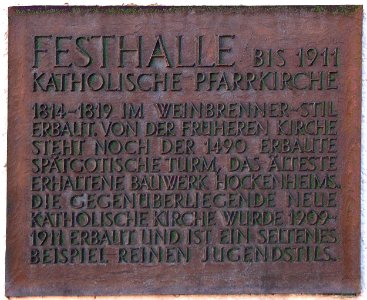 FESTHALLE BIS 1911
KATHOLISCHE PFARRKIRCHE
1814-1819 IM WEINBRENNER-STIL
ERBAUT. VON DER FRÜHEREN KIRCHE
STEHT NOCH DER 1490 ERBAUTE
SPÄTGOTISCHE TURM, DAS ÄLTESTE
ERHALTENE BAUWERK HOCKENHEIMS.
DIE GEGENÜBERLIEGENDE NEUE
KATHOLISCHE KIRCHE WURDE 1909-
1911 ERBAUT UND IST EIN SELTENES
BEISPIEL REINEN JUGENDSTILS.